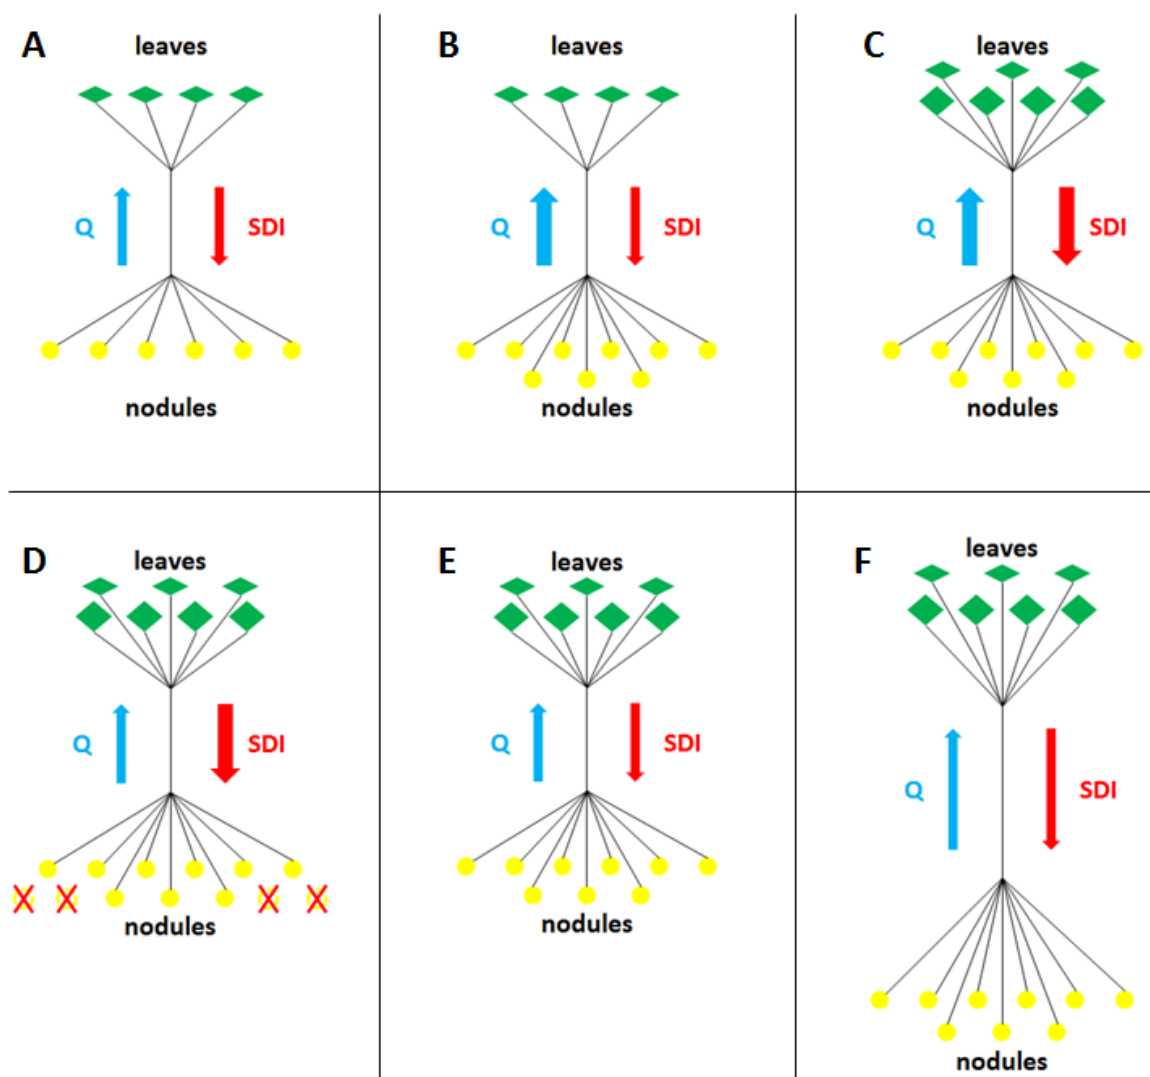 A
leaves
Q
SDI
nodules
B
leaves
Q
SDI
nodules
C
leaves
Q
SDI
nodules
D
leaves
Q
SDI
nodules
E
leaves
Q
SDI
nodules
F
leaves
Q
SDI
nodules